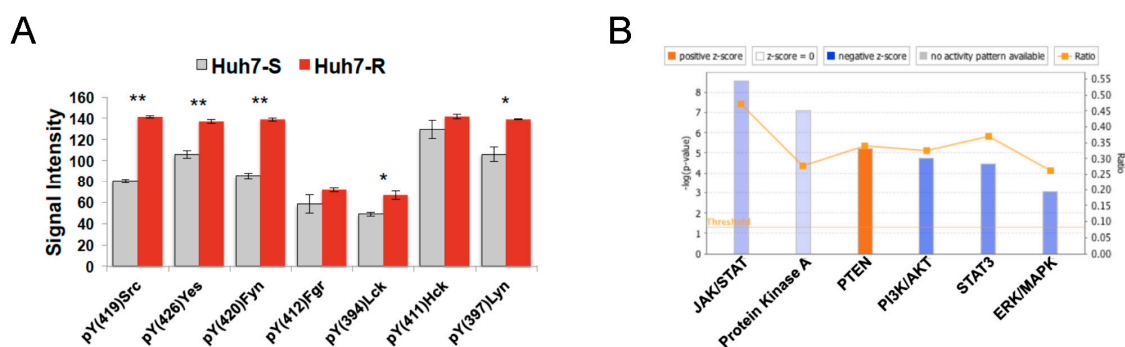 A
Huh7-S Huh7-R
** ** ** * *
Signal Intensity
160
140
120
100
80
60
40
20
0
pY(419)Src
pY(426)Yes
pY(420)Fyn
pY(412)Fgr
pY(394)Lck
pY(411)Hck
pY(397)Lyn
B
positive z-score z-score = 0 negative z-score no activity pattern available Ratio
-log(p-value)
8
7
6
5
4
3
2
1
0
Threshold
0.55
0.50
0.45
0.40
0.35
0.30
0.25
0.20
0.15
0.10
0.05
0.00
Ratio
JAK/STAT
Protein Kinase A
PTEN
PI3K/AKT
STAT3
ERK/MAPK